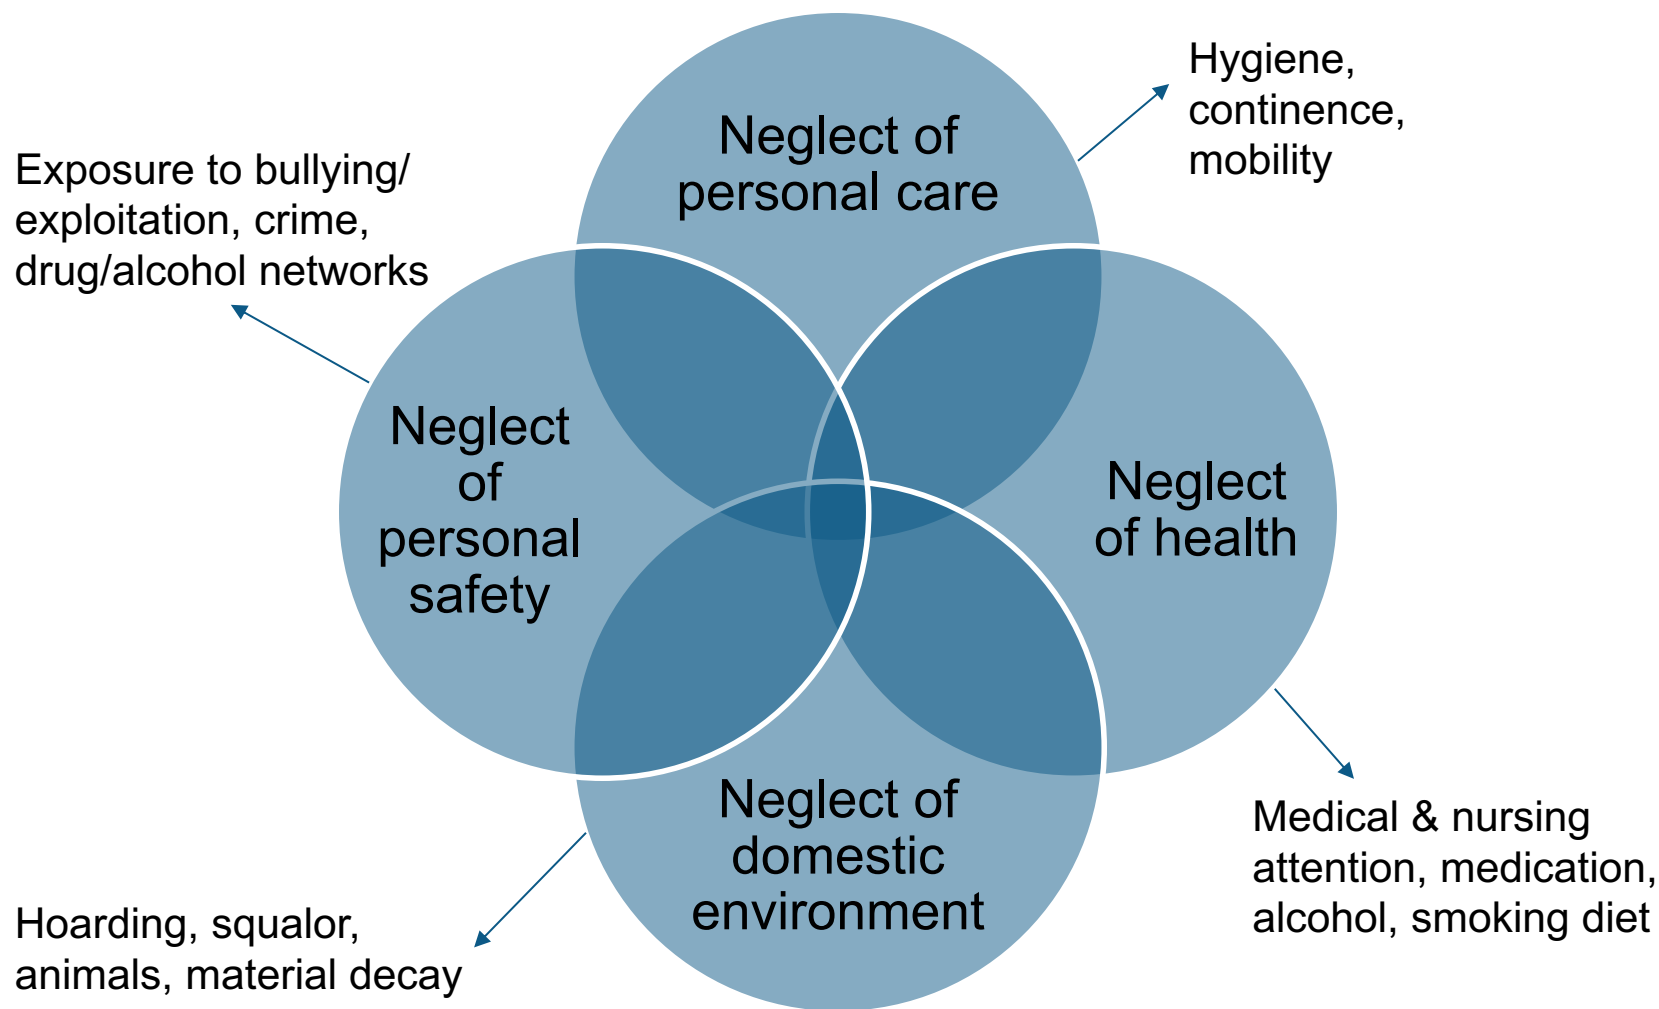 Neglect of
personal care
Hygiene,
continence,
mobility
Exposure to bullying/
exploitation, crime,
drug/alcohol networks
Neglect
of
personal
safety
Neglect
of health
Neglect of
domestic
environment
Medical & nursing
attention, medication,
alcohol, smoking diet
Hoarding, squalor,
animals, material decay